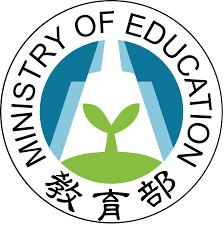 MINISTRY OF EDUCATION
教育部